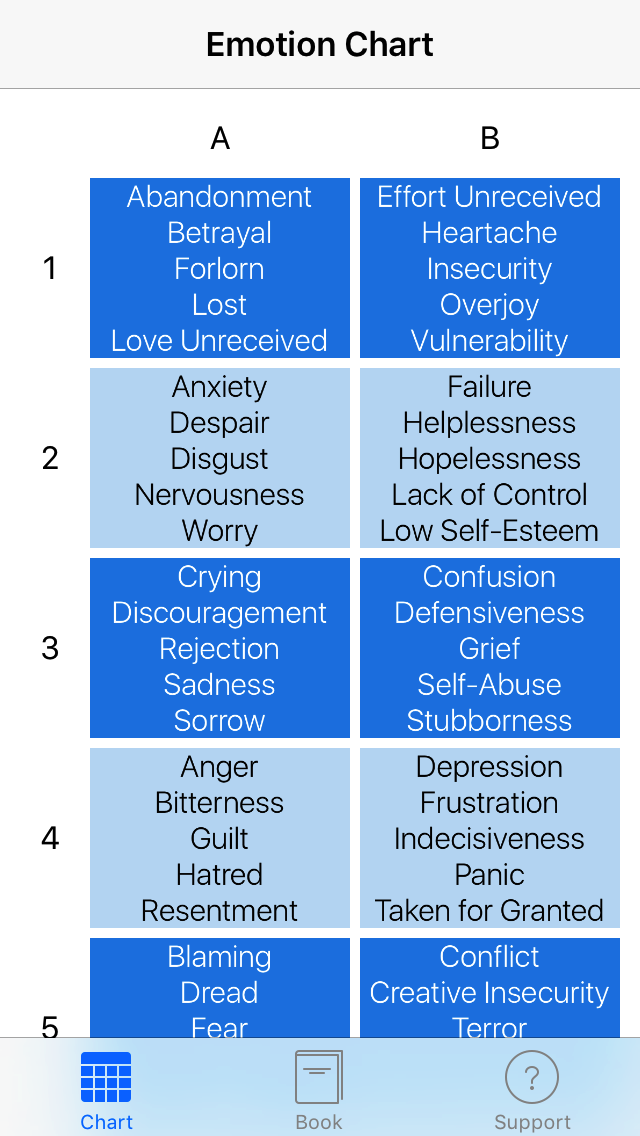 Emotion Chart
A B
1
Abandonment
Betrayal
Forlorn
Lost
Love Unreceived
Effort Unreceived
Heartache
Insecurity
Overjoy
Vulnerability
2
Anxiety
Despair
Disgust
Nervousness
Worry
Failure
Helplessness
Hopelessness
Lack of Control
Low Self-Esteem
3
Crying
Discouragement
Rejection
Sadness
Sorrow
Confusion
Defensiveness
Grief
Self-Abuse
Stubborness
4
Anger
Bitterness
Guilt
Hatred
Resentment
Depression
Frustration
Indecisiveness
Panic
Taken for Granted
5
Blaming
Dread
Fear
Conflict
Creative Insecurity
Terror
?
Chart Book Support